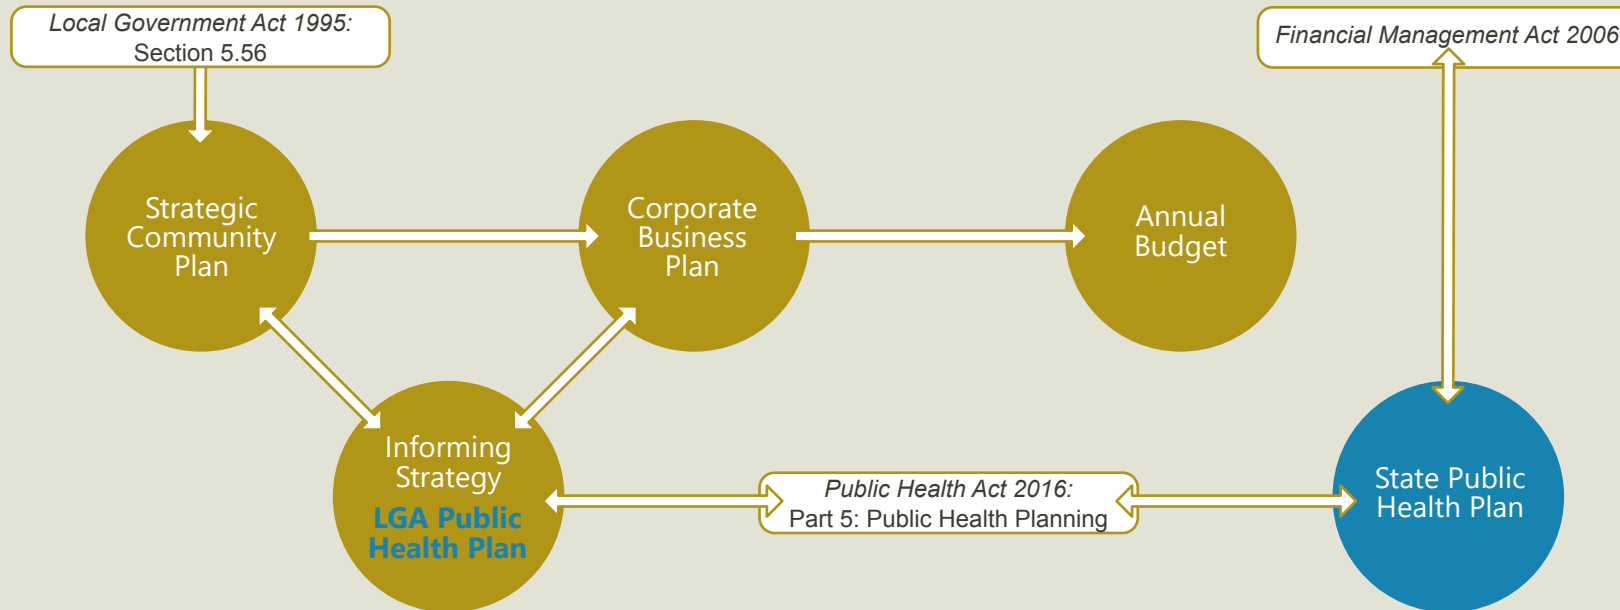 Local Government Act 1995:
Section 5.56
Financial Management Act 2006
Strategic
Community
Plan
Corporate
Business
Plan
Annual
Budget
Informing
Strategy
LGA Public
Health Plan
Public Health Act 2016:
Part 5: Public Health Planning
State Public
Health Plan